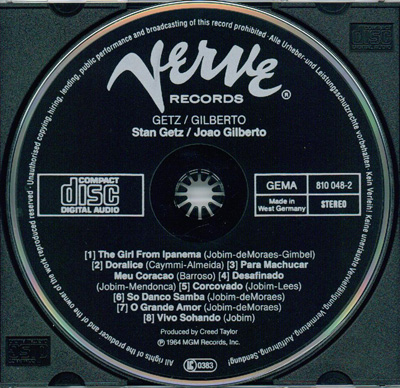 All rights of the producer and of the owner of the work reproduced reserved · Unauthorised copying, hiring, lending, public performance and broadcasting of this record prohibited · Alle Urheber- und Leistungsschutzrechte vorbehalten · Kein Verleih! Keine unerlaubte Vervielfältigung, Vermietung, Aufführung, Sendung!
Verve
RECORDS ®
GETZ / GILBERTO
Stan Getz / Joao Gilberto
COMPACT
disc
DIGITAL AUDIO
GEMA 810 048-2
Made in
West Germany STEREO
[1] The Girl From Ipanema (Jobim-deMoraes-Gimbel)
[2] Doralice (Caymmi-Almeida) [3] Para Machucar
Meu Coracao (Barroso) [4] Desafinado
(Jobim-Mendonca) [5] Corcovado (Jobim-Lees)
[6] So Danco Samba (Jobim-deMoraes)
[7] O Grande Amor (Jobim-deMoraes)
[8] Vivo Sohando (Jobim)
Produced by Creed Taylor
℗ 1964 MGM Records, Inc.
LC 0383